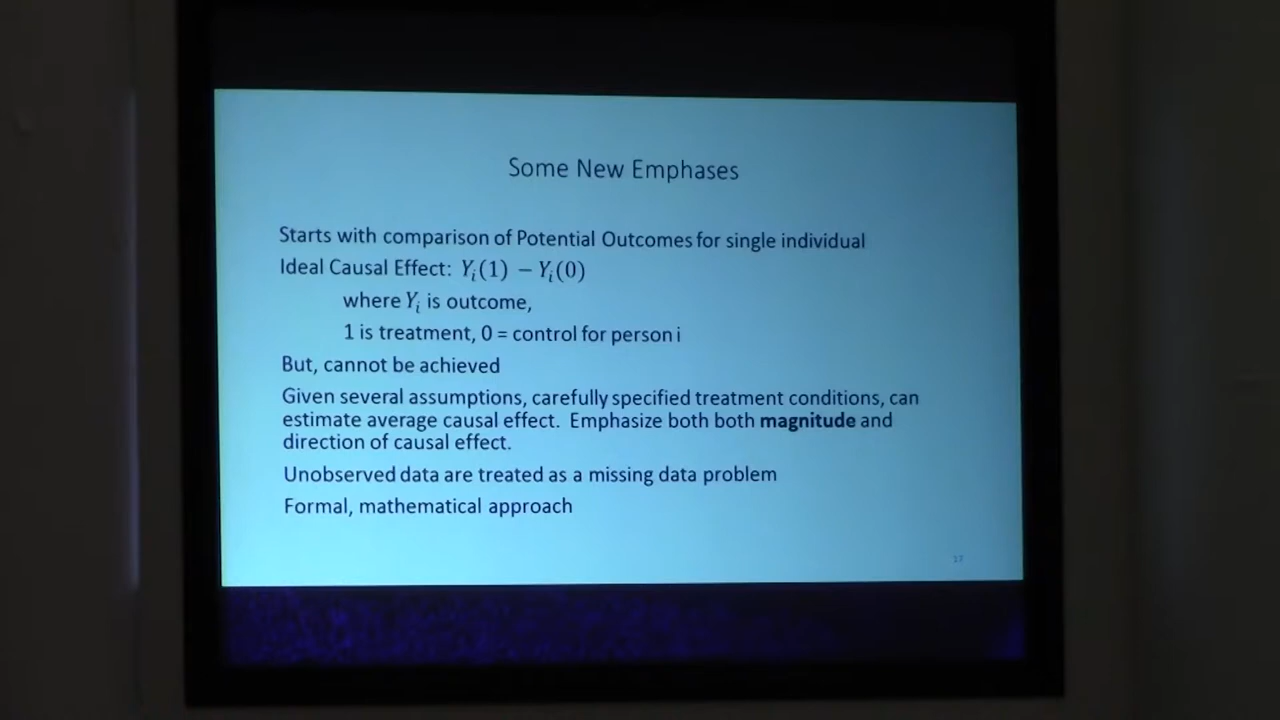 Some New Emphases
Starts with comparison of Potential Outcomes for single individual
Ideal Causal Effect: Yᵢ(1) − Yᵢ(0)
where Yᵢ is outcome,
1 is treatment, 0 = control for person i
But, cannot be achieved
Given several assumptions, carefully specified treatment conditions, can
estimate average causal effect. Emphasize both both magnitude and
direction of causal effect.
Unobserved data are treated as a missing data problem
Formal, mathematical approach
17